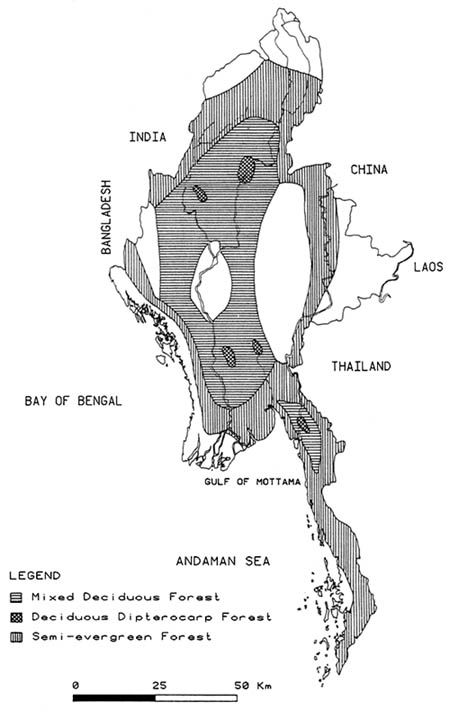 INDIA
CHINA
BANGLADESH
LAOS
THAILAND
BAY OF BENGAL
GULF OF MOTTAMA
ANDAMAN SEA
LEGEND
Mixed Deciduous Forest
Deciduous Dipterocarp Forest
Semi-evergreen Forest
0 25 50 Km